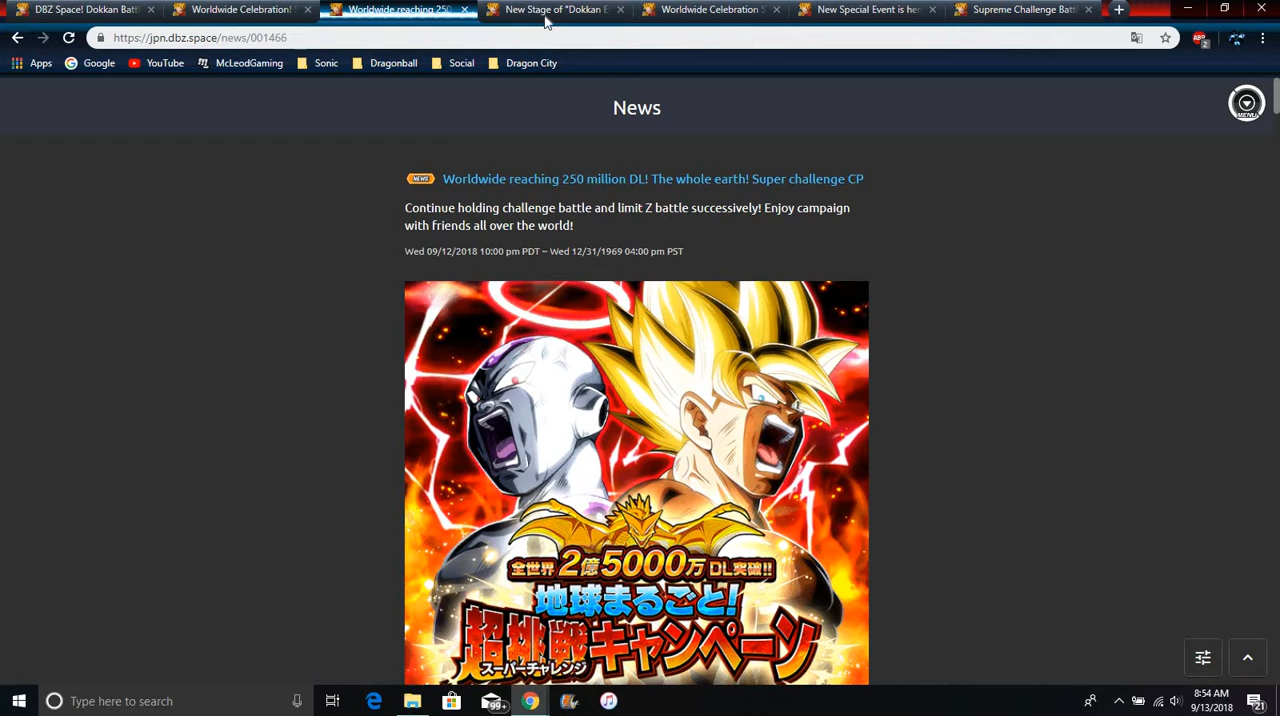 DBZ Space! Dokkan Batt
Worldwide Celebration! S
Worldwide reaching 250
New Stage of "Dokkan E
Worldwide Celebration S
New Special Event is her
Supreme Challenge Batt
https://jpn.dbz.space/news/001466
2
Apps
Google
YouTube
McLeodGaming
Sonic
Dragonball
Social
Dragon City
News
MENU
NEWS
Worldwide reaching 250 million DL! The whole earth! Super challenge CP
Continue holding challenge battle and limit Z battle successively! Enjoy campaign
with friends all over the world!
Wed 09/12/2018 10:00 pm PDT ~ Wed 12/31/1969 04:00 pm PST
全世界2億5000万DL突破!!
地球まるごと!
超挑戦キャンペーン
スーパーチャレンジ
Type here to search
99+
8:54 AM
9/13/2018
21